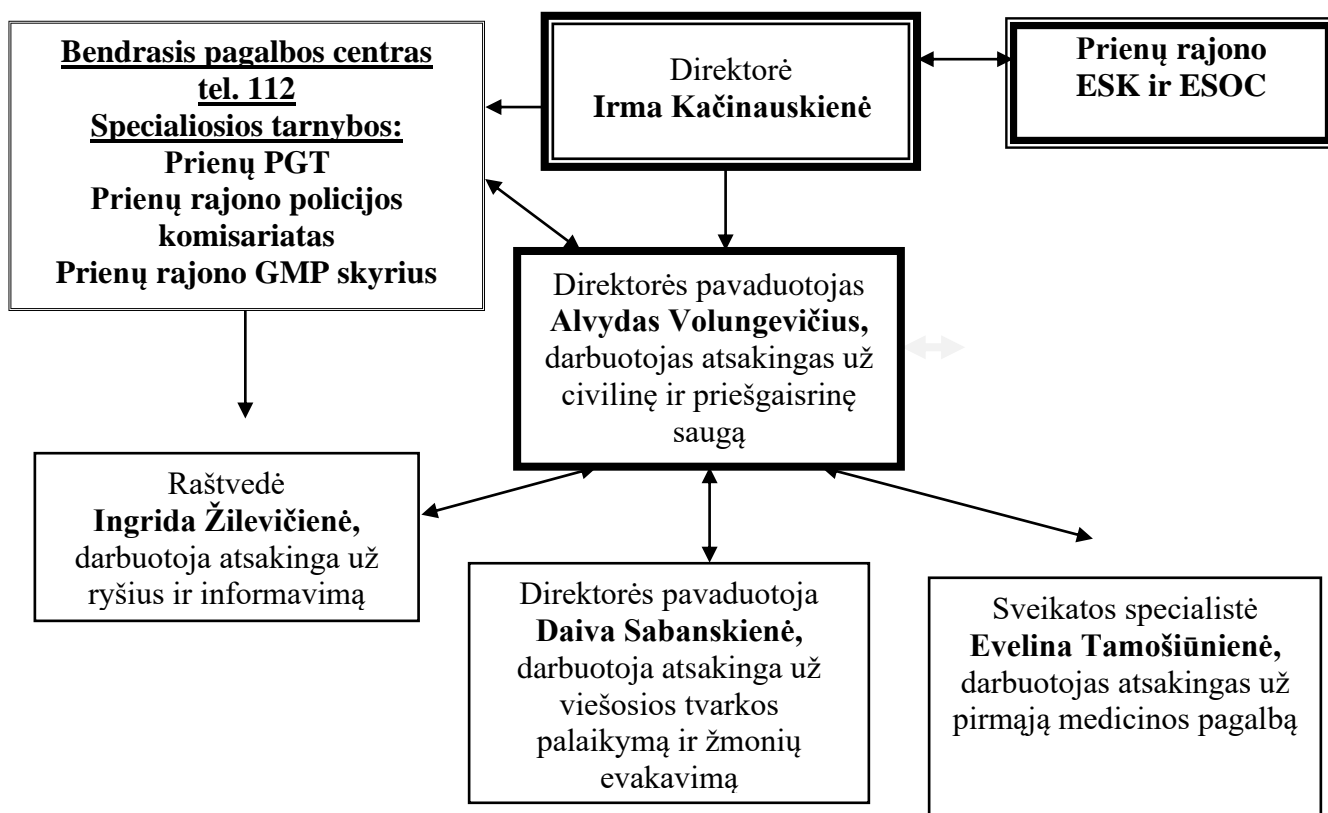 Bendrasis pagalbos centras
tel. 112
Specialiosios tarnybos:
Prienų PGT
Prienų rajono policijos
komisariatas
Prienų rajono GMP skyrius
Direktorė
Irma Kačinauskienė
Prienų rajono
ESK ir ESOC
Direktorės pavaduotojas
Alvydas Volungevičius,
darbuotojas atsakingas už
civilinę ir priešgaisrinę
saugą
Raštvedė
Ingrida Žilevičienė,
darbuotoja atsakinga už
ryšius ir informavimą
Direktorės pavaduotoja
Daiva Sabanskienė,
darbuotoja atsakinga už
viešosios tvarkos
palaikymą ir žmonių
evakavimą
Sveikatos specialistė
Evelina Tamošiūnienė,
darbuotojas atsakingas už
pirmąją medicinos pagalbą